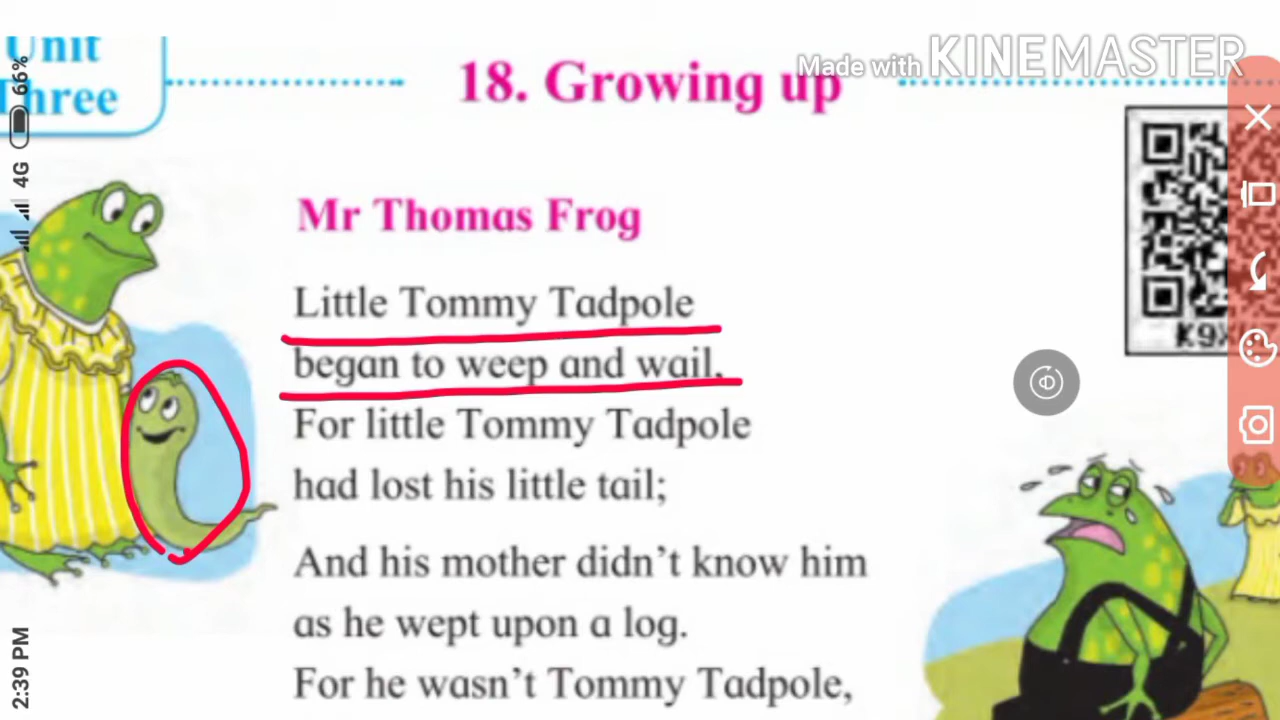 Unit
Three
18. Growing up
Made with KINEMASTER
66%
4G
2:39 PM
Mr Thomas Frog
Little Tommy Tadpole
began to weep and wail.
For little Tommy Tadpole
had lost his little tail;
And his mother didn't know him
as he wept upon a log.
For he wasn't Tommy Tadpole,